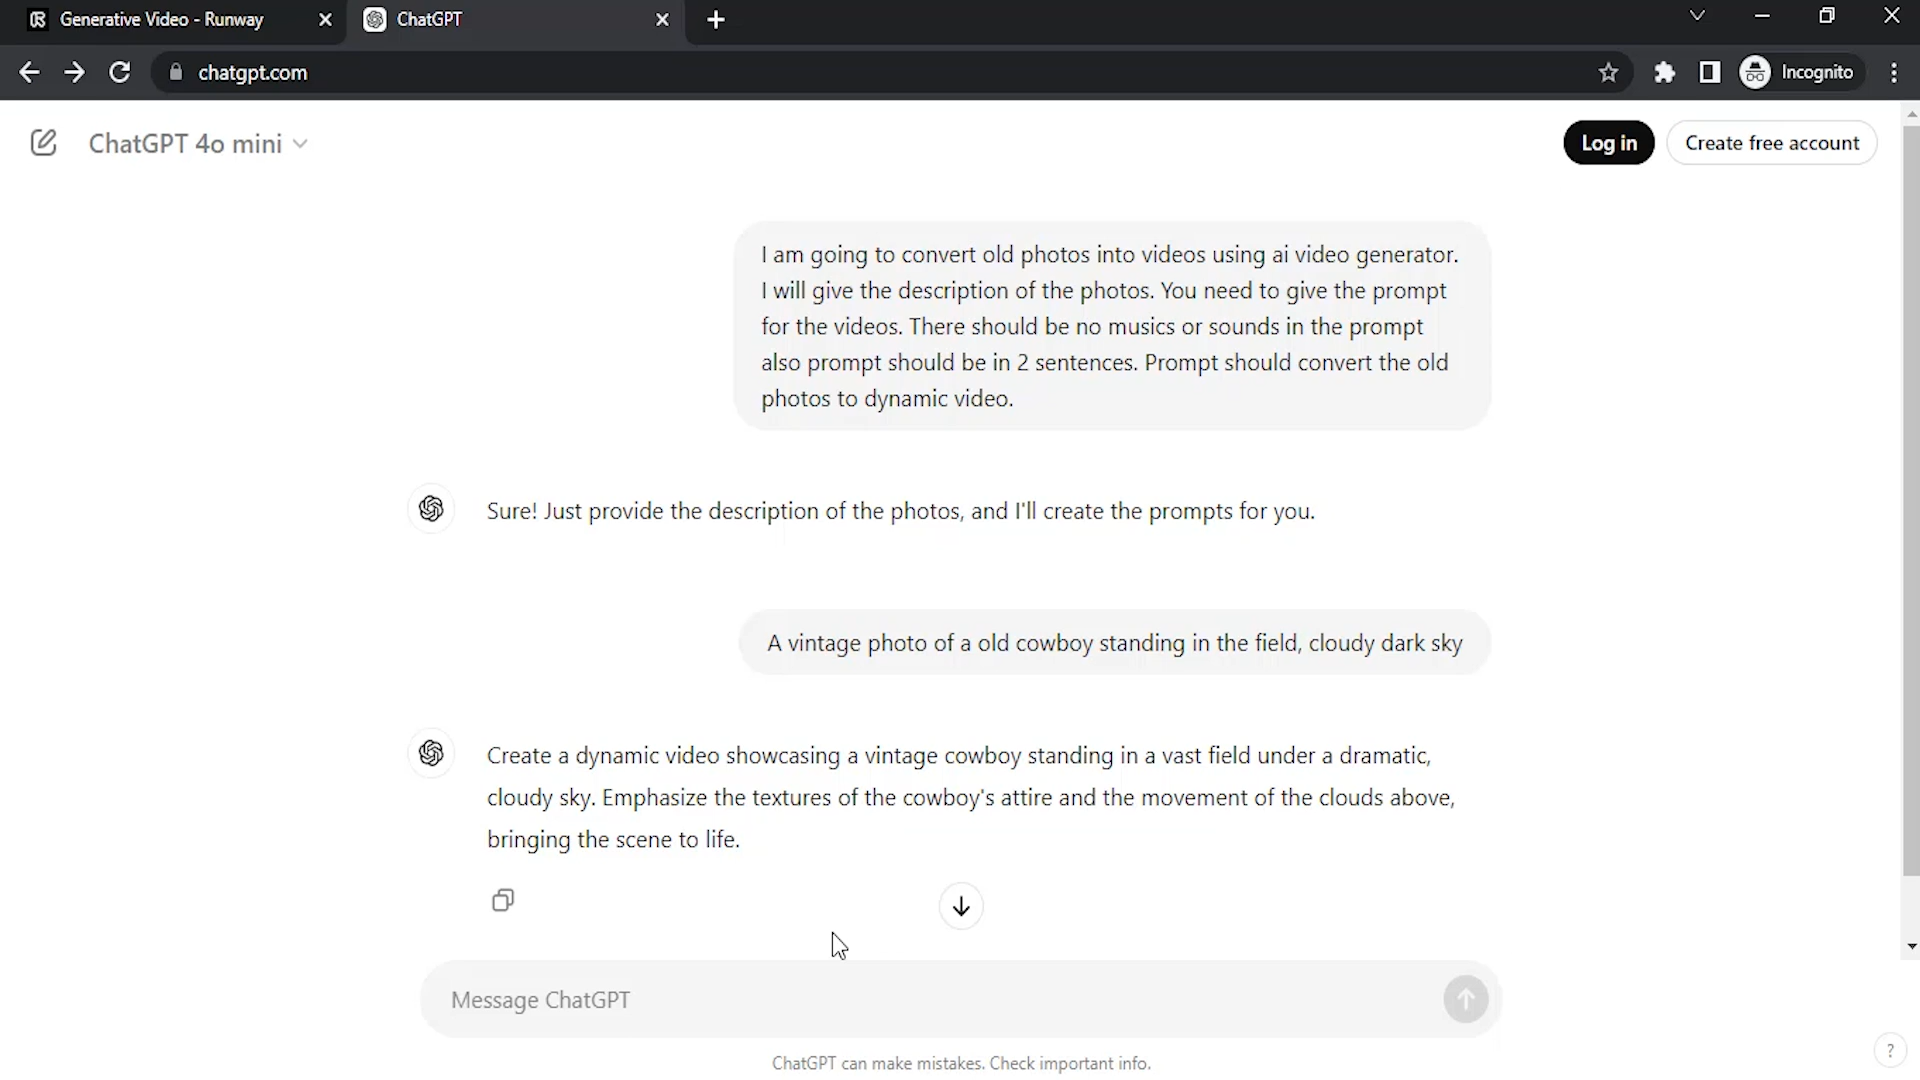 Generative Video - Runway
ChatGPT
chatgpt.com
Incognito
ChatGPT 4o mini
Log in
Create free account
I am going to convert old photos into videos using ai video generator.
I will give the description of the photos. You need to give the prompt
for the videos. There should be no musics or sounds in the prompt
also prompt should be in 2 sentences. Prompt should convert the old
photos to dynamic video.
Sure! Just provide the description of the photos, and I'll create the prompts for you.
A vintage photo of a old cowboy standing in the field, cloudy dark sky
Create a dynamic video showcasing a vintage cowboy standing in a vast field under a dramatic,
cloudy sky. Emphasize the textures of the cowboy's attire and the movement of the clouds above,
bringing the scene to life.
Message ChatGPT
ChatGPT can make mistakes. Check important info.
?